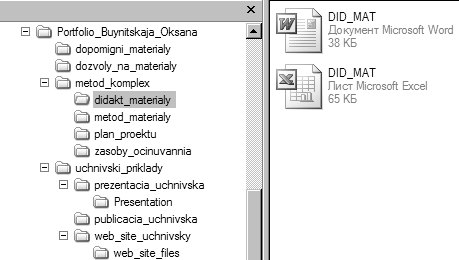 Portfolio_Buynitskaja_Oksana
dopomigni_materialy
dozvoly_na_materialy
metod_komplex
didakt_materialy
metod_materialy
plan_proektu
zasoby_ocinuvannia
uchnivski_priklady
prezentacia_uchnivska
Presentation
publicacia_uchnivska
web_site_uchnivsky
web_site_files
DID_MAT
Документ Microsoft Word
38 КБ
DID_MAT
Лист Microsoft Excel
65 КБ